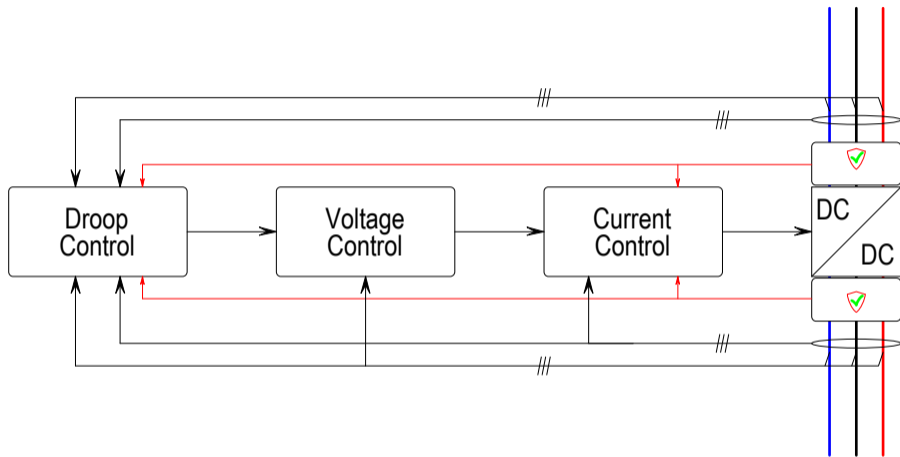 Droop
Control
Voltage
Control
Current
Control
DC
DC